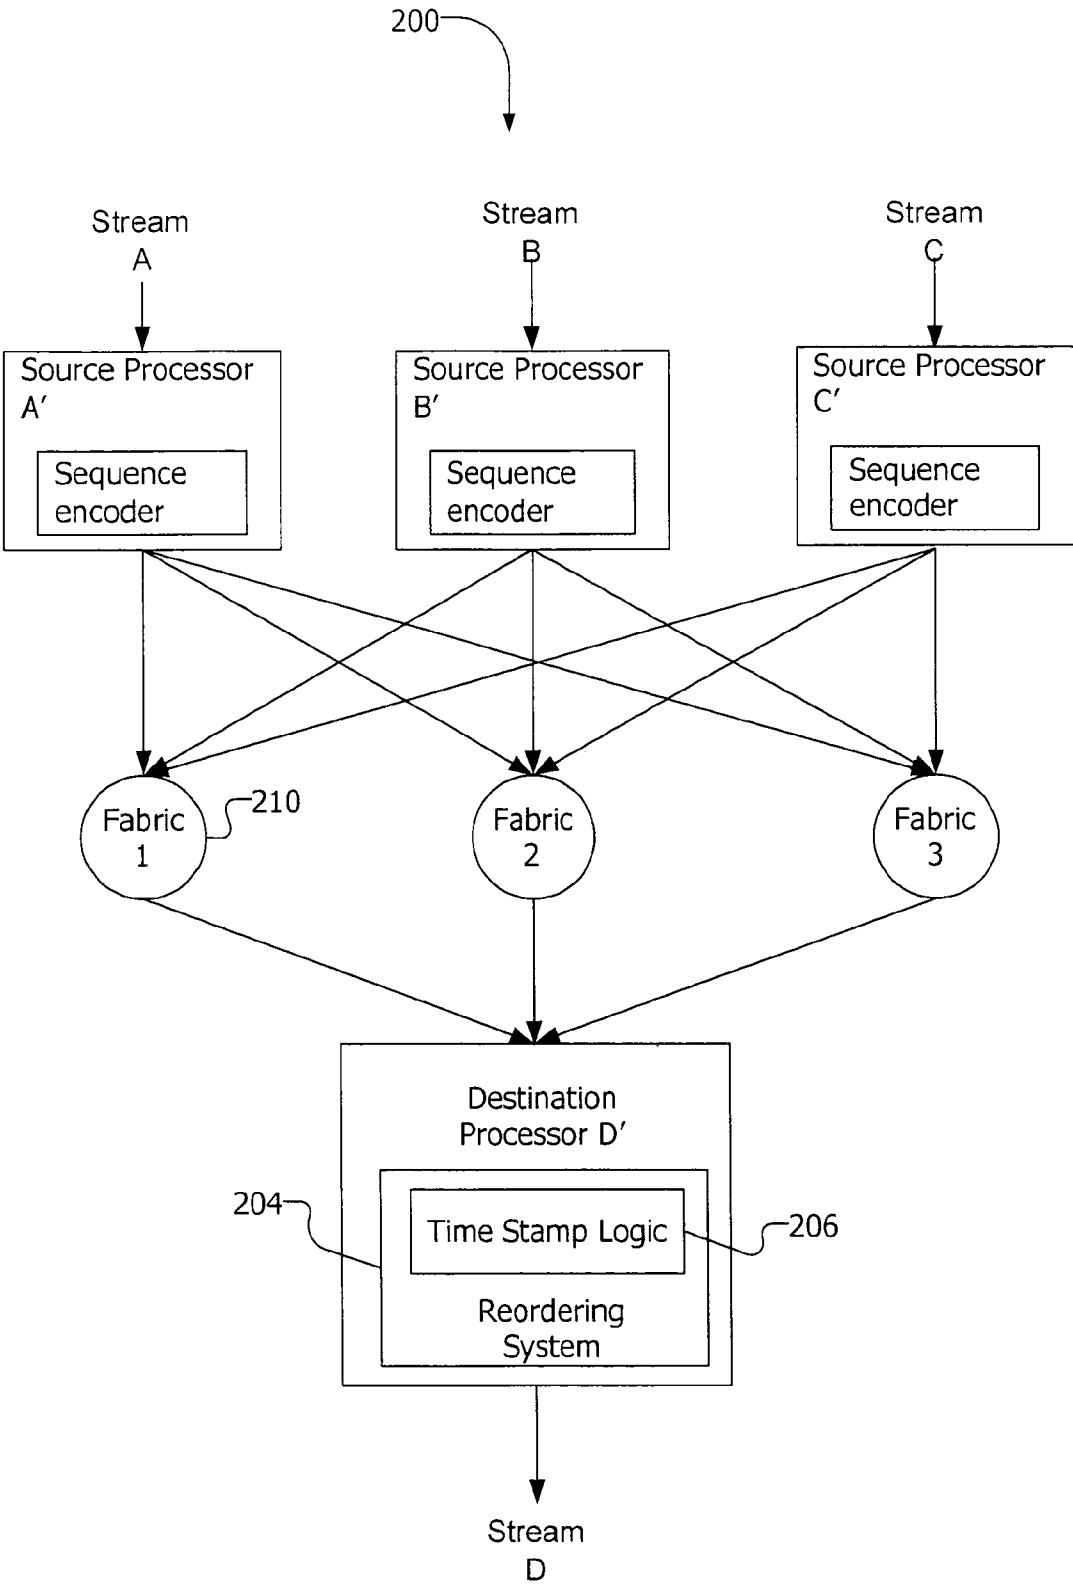 200
Stream
A
Stream
B
Stream
C
Source Processor
A'
Sequence
encoder
Source Processor
B'
Sequence
encoder
Source Processor
C'
Sequence
encoder
Fabric
1
210
Fabric
2
Fabric
3
Destination
Processor D'
204
Time Stamp Logic
206
Reordering
System
Stream
D